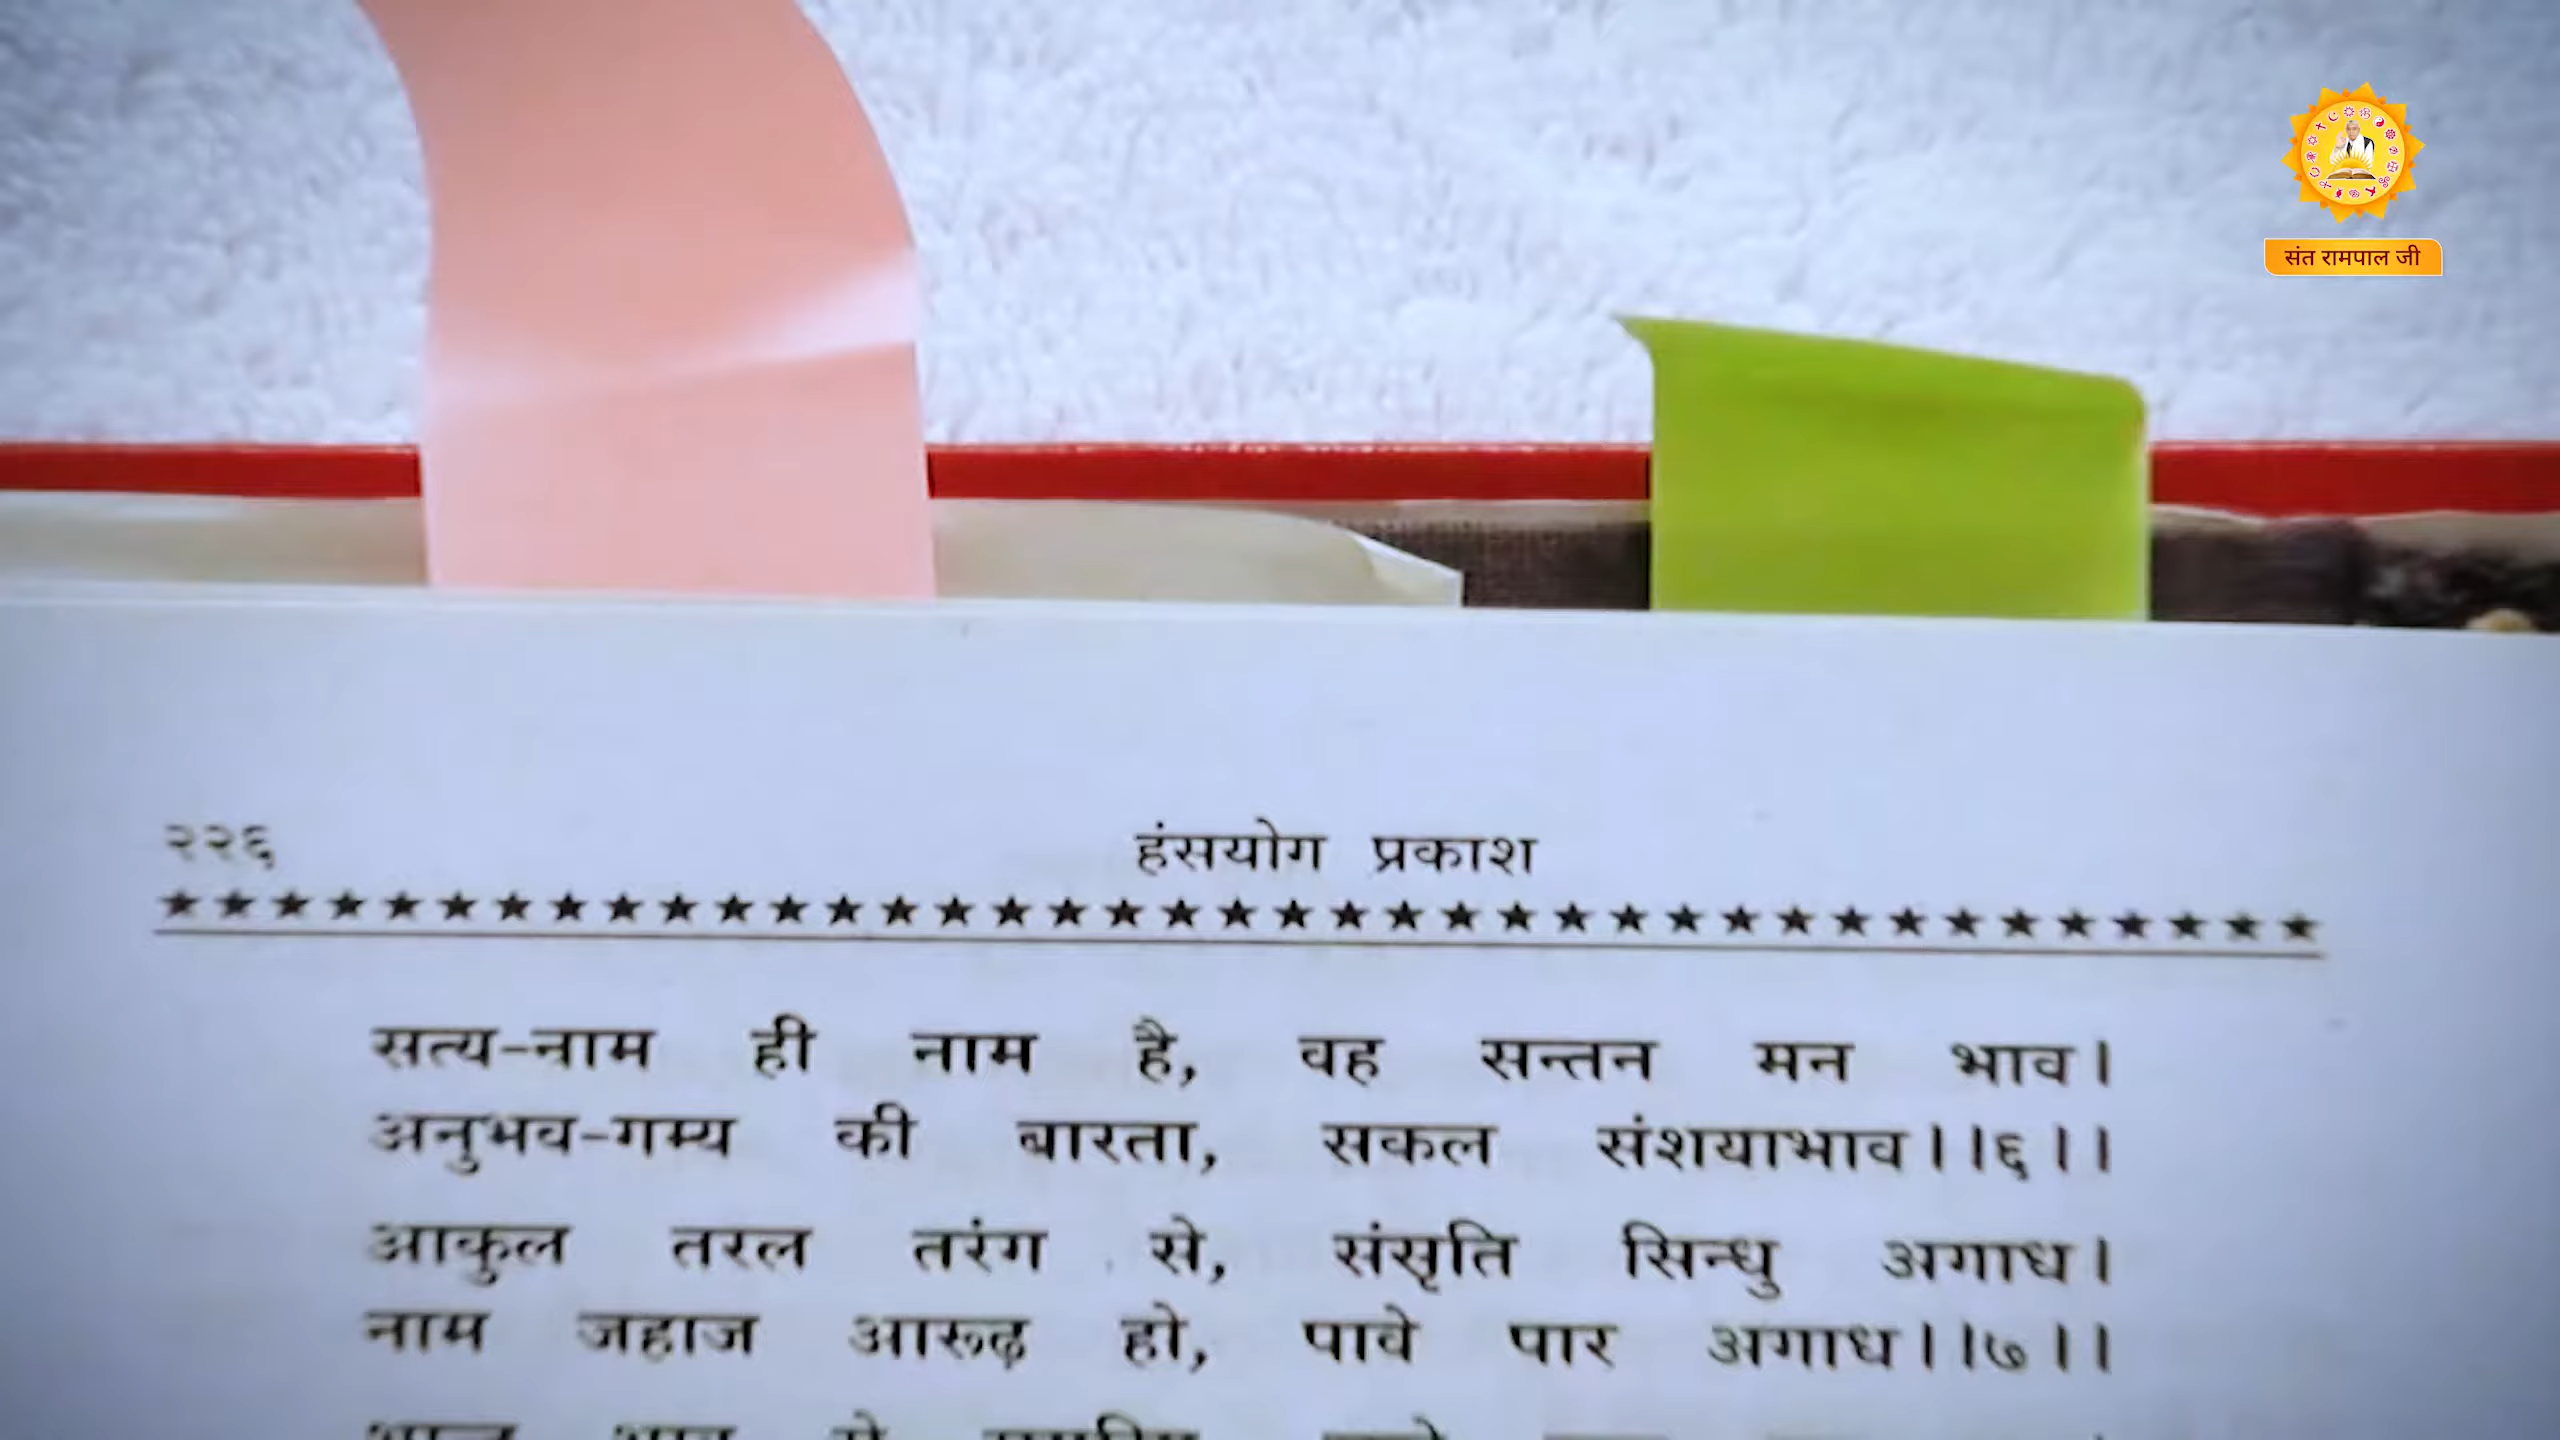 संत रामपाल जी
२२६ हंसयोग प्रकाश
सत्य-नाम ही नाम है, वह सन्तन मन भाव।
अनुभव-गम्य की बारता, सकल संशयाभाव।।६।।
आकुल तरल तरंग से, संसृति सिन्धु अगाध।
नाम जहाज आरूढ़ हो, पावे पार अगाध।।७।।